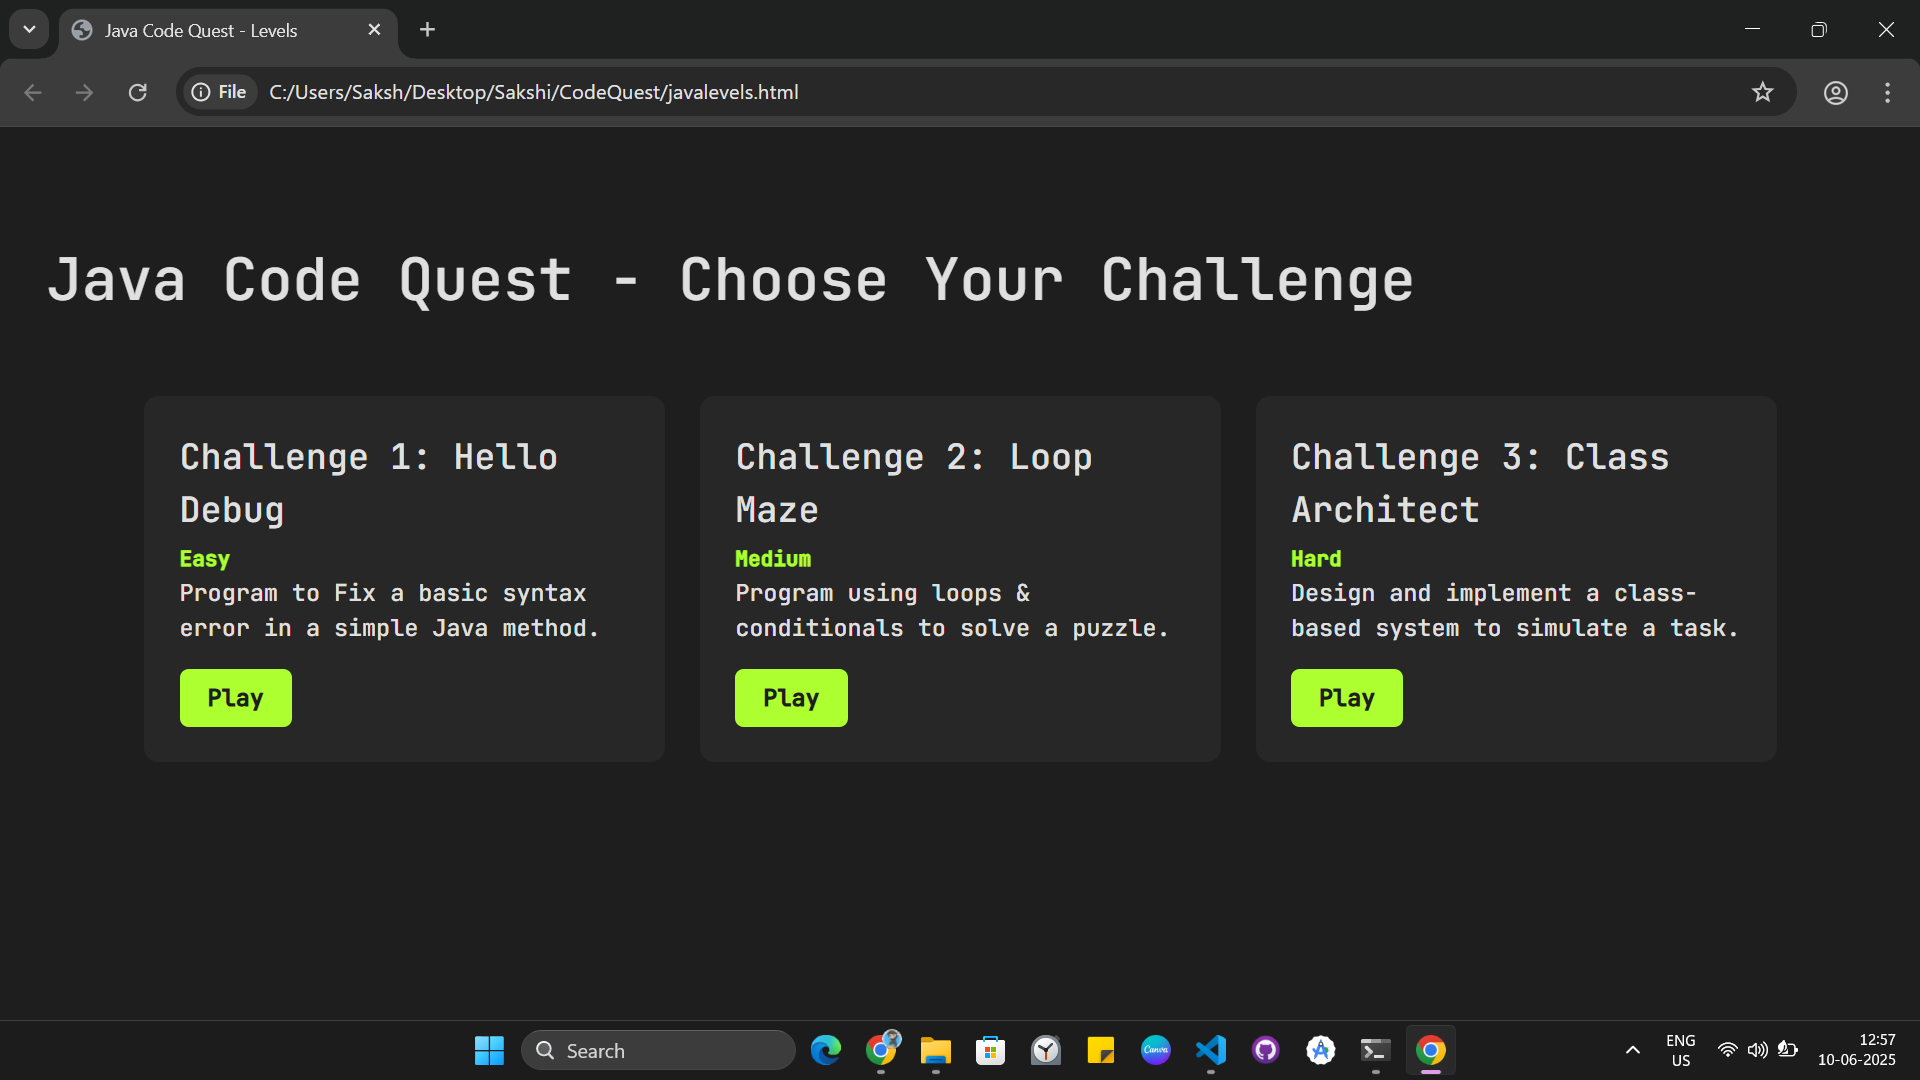 Java Code Quest - Levels
File C:/Users/Saksh/Desktop/Sakshi/CodeQuest/javalevels.html
Java Code Quest - Choose Your Challenge
Challenge 1: Hello
Debug
Easy
Program to Fix a basic syntax
error in a simple Java method.
Play
Challenge 2: Loop
Maze
Medium
Program using loops &
conditionals to solve a puzzle.
Play
Challenge 3: Class
Architect
Hard
Design and implement a class-
based system to simulate a task.
Play
Search
Canva
ENG
US
12:57
10-06-2025